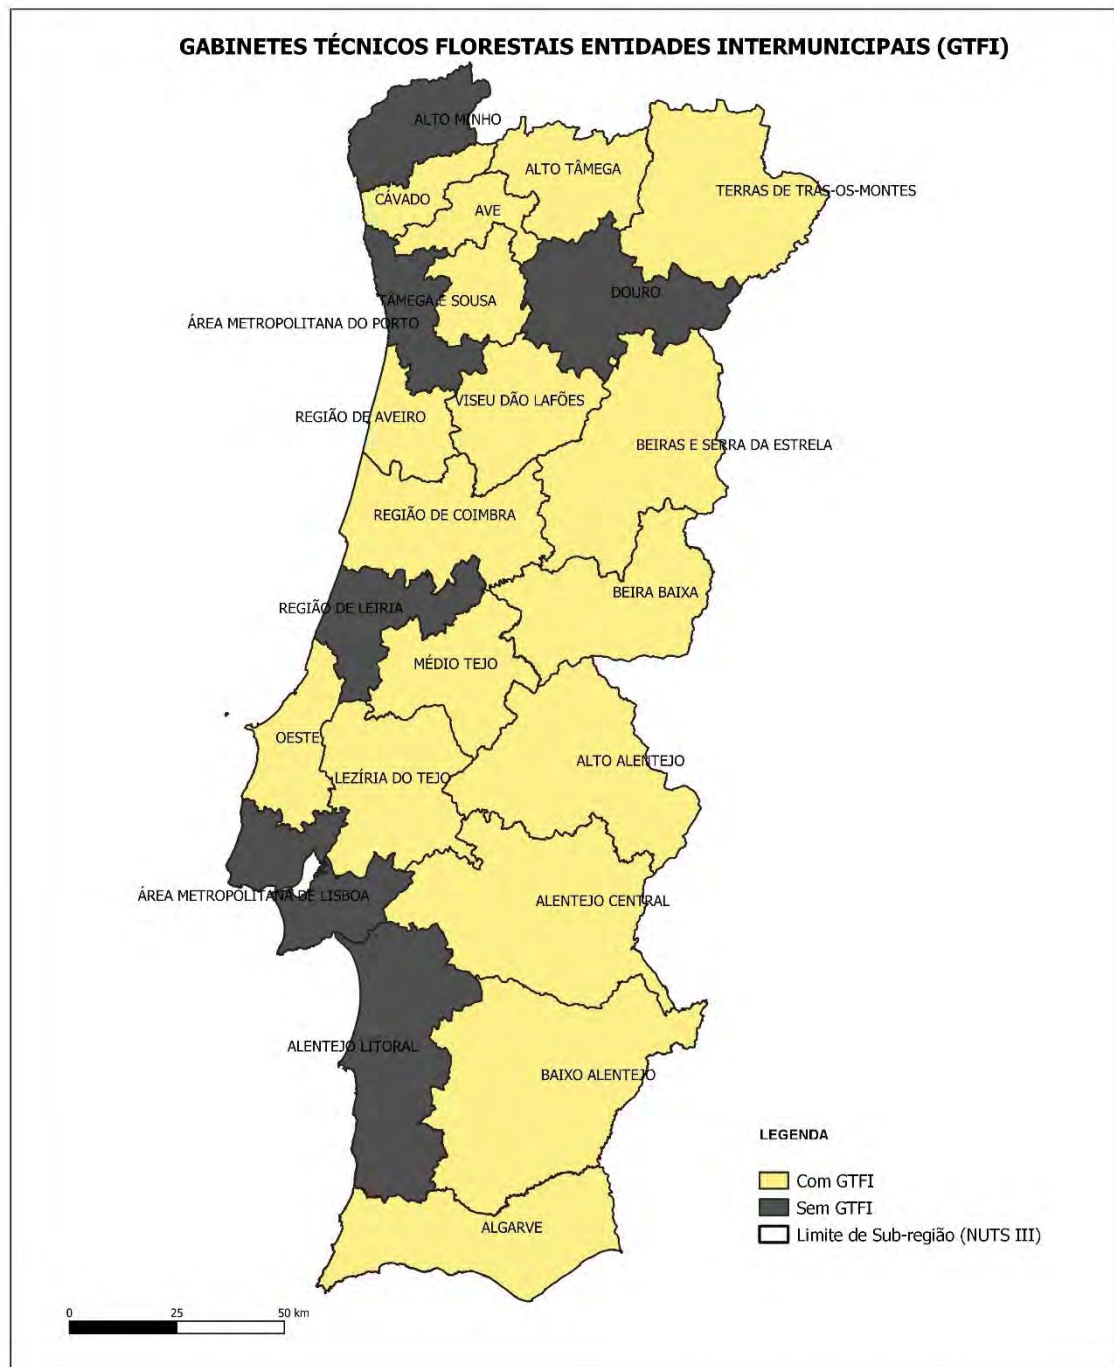 GABINETES TÉCNICOS FLORESTAIS ENTIDADES INTERMUNICIPAIS (GTFI)
ALTO MINHO
ALTO TÂMEGA
TERRAS DE TRÁS-OS-MONTES
CÁVADO
AVE
DOURO
TÂMEGA E SOUSA
ÁREA METROPOLITANA DO PORTO
VISEU DÃO LAFÕES
REGIÃO DE AVEIRO
BEIRAS E SERRA DA ESTRELA
REGIÃO DE COIMBRA
BEIRA BAIXA
REGIÃO DE LEIRIA
MÉDIO TEJO
OESTE
ALTO ALENTEJO
LEZÍRIA DO TEJO
ÁREA METROPOLITANA DE LISBOA
ALENTEJO CENTRAL
ALENTEJO LITORAL
BAIXO ALENTEJO
LEGENDA
Com GTFI
Sem GTFI
Limite de Sub-região (NUTS III)
ALGARVE
0 25 50 km